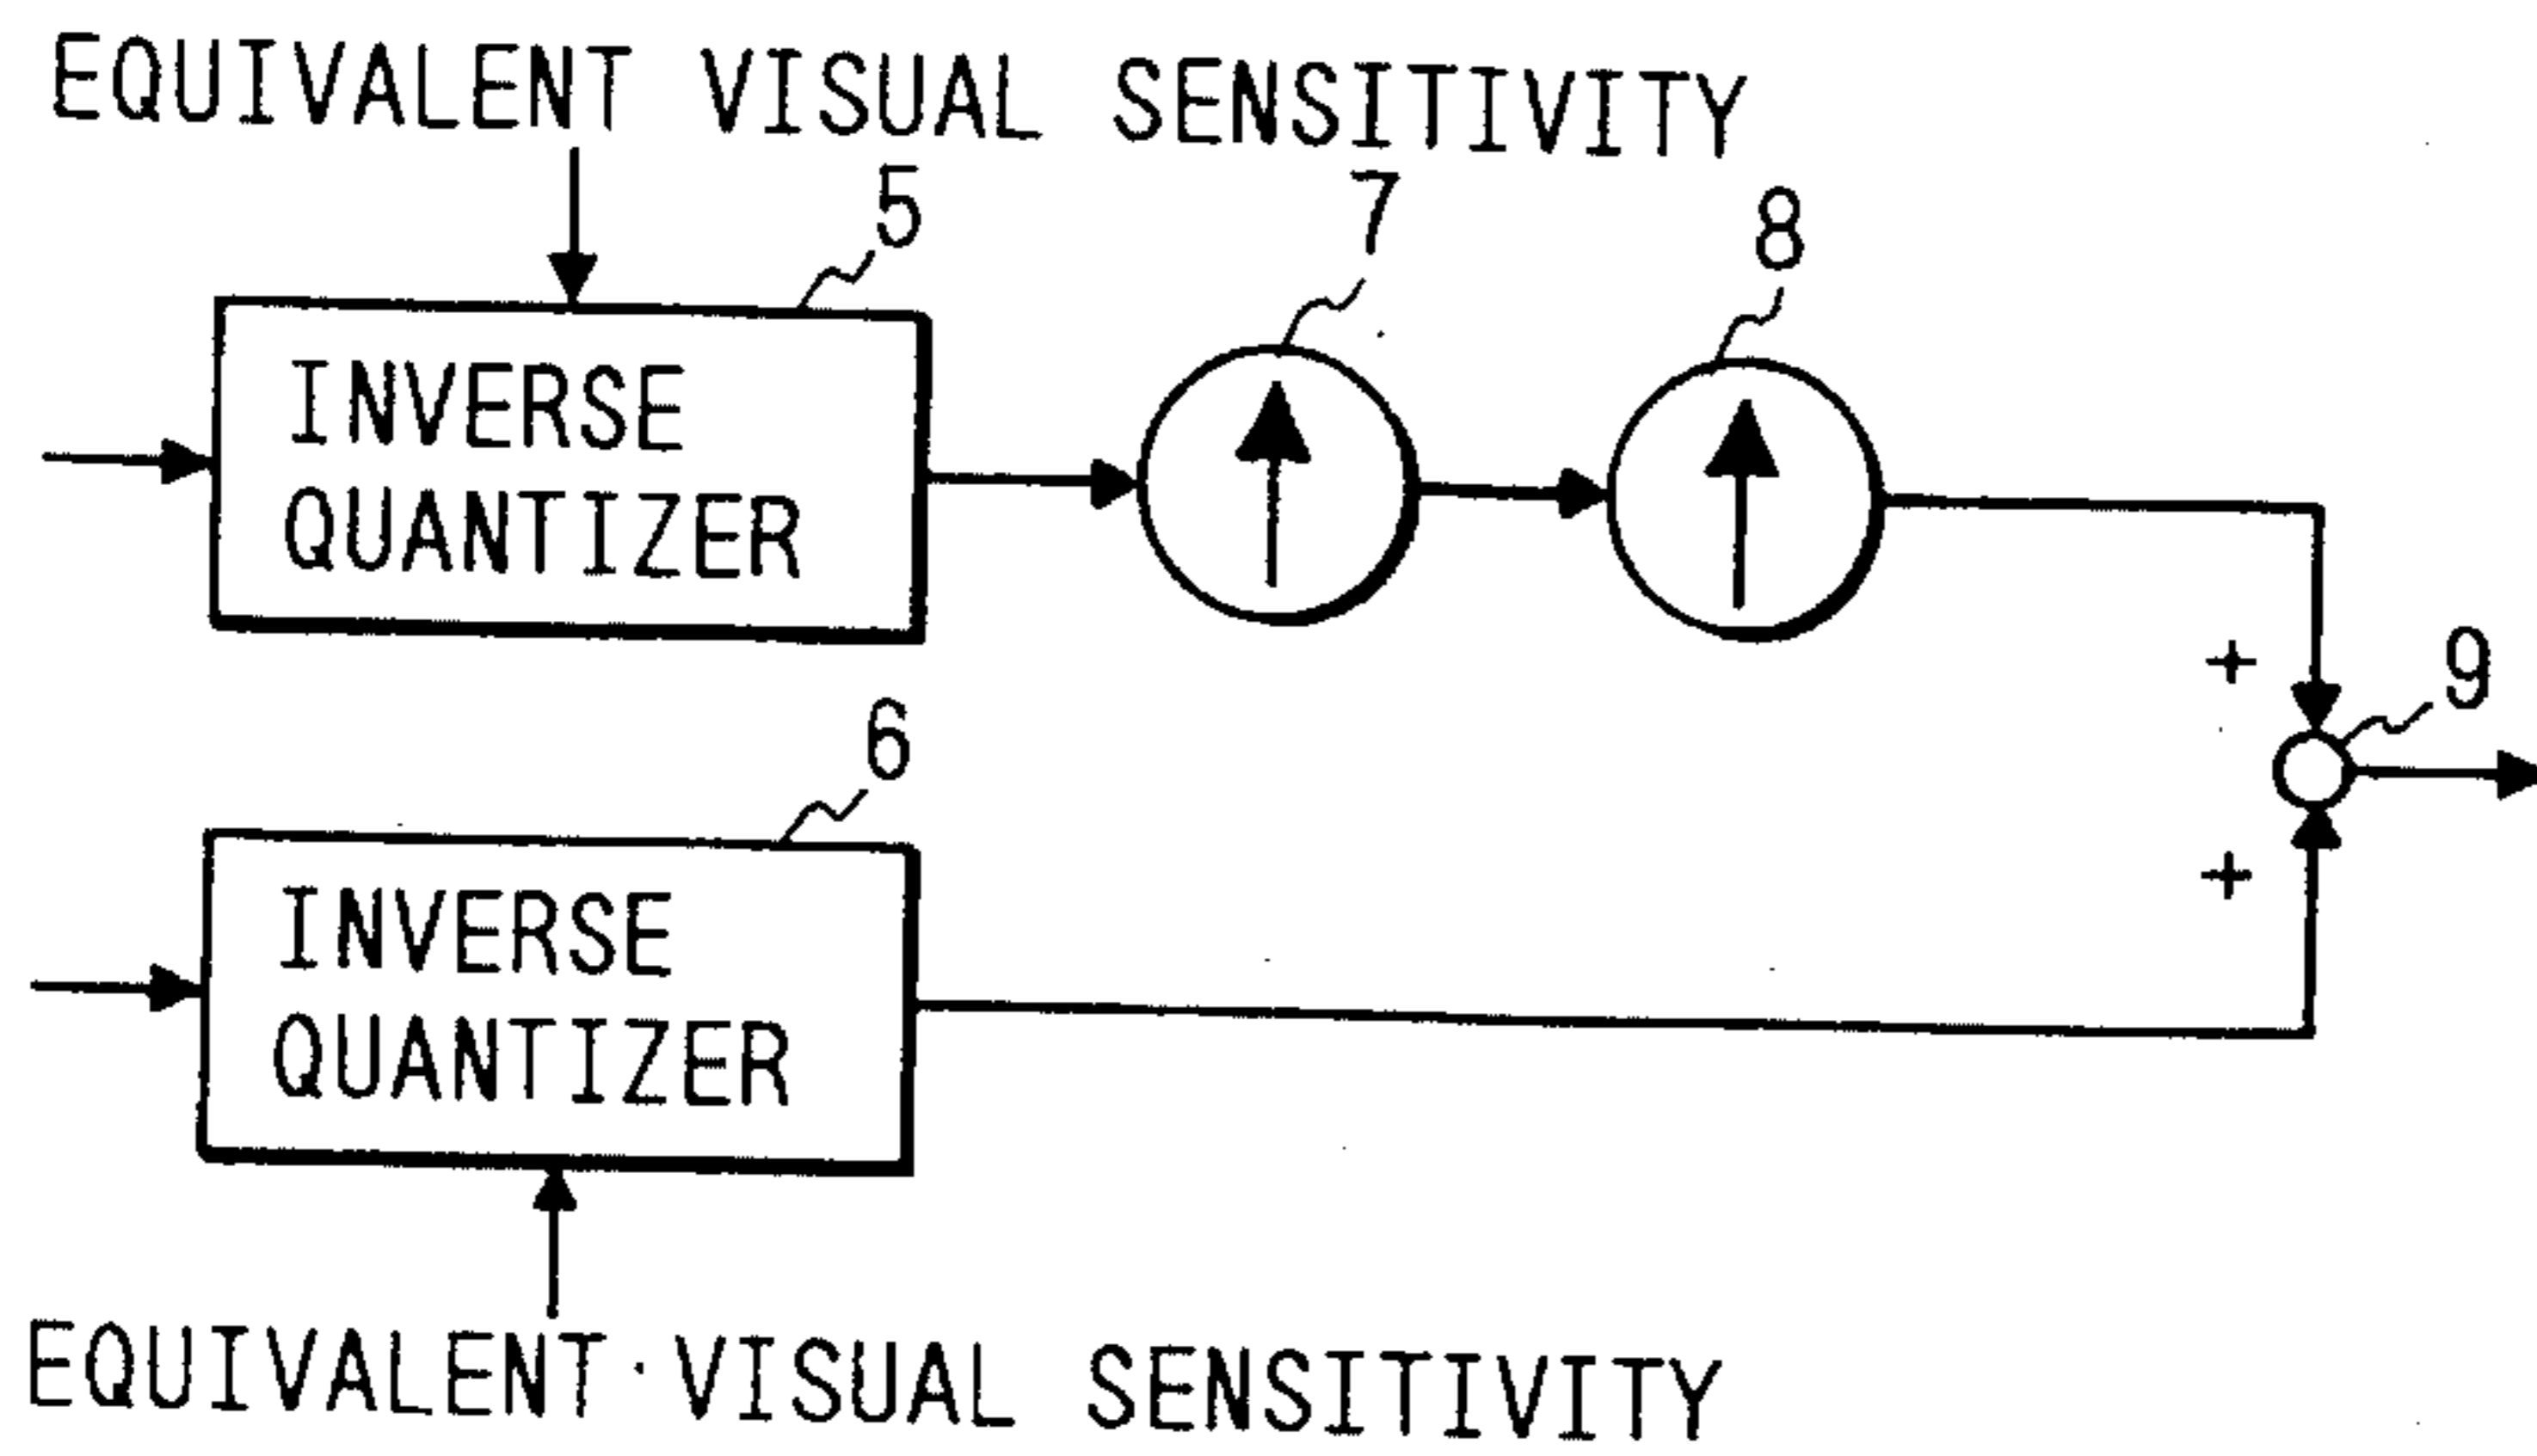 EQUIVALENT VISUAL SENSITIVITY
5
7
8
INVERSE
QUANTIZER
+
9
6
+
INVERSE
QUANTIZER
EQUIVALENT VISUAL SENSITIVITY